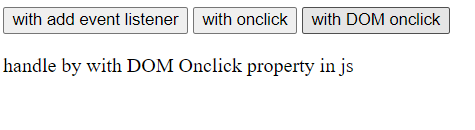 with add event listener with onclick with DOM onclick
handle by with DOM Onclick property in js